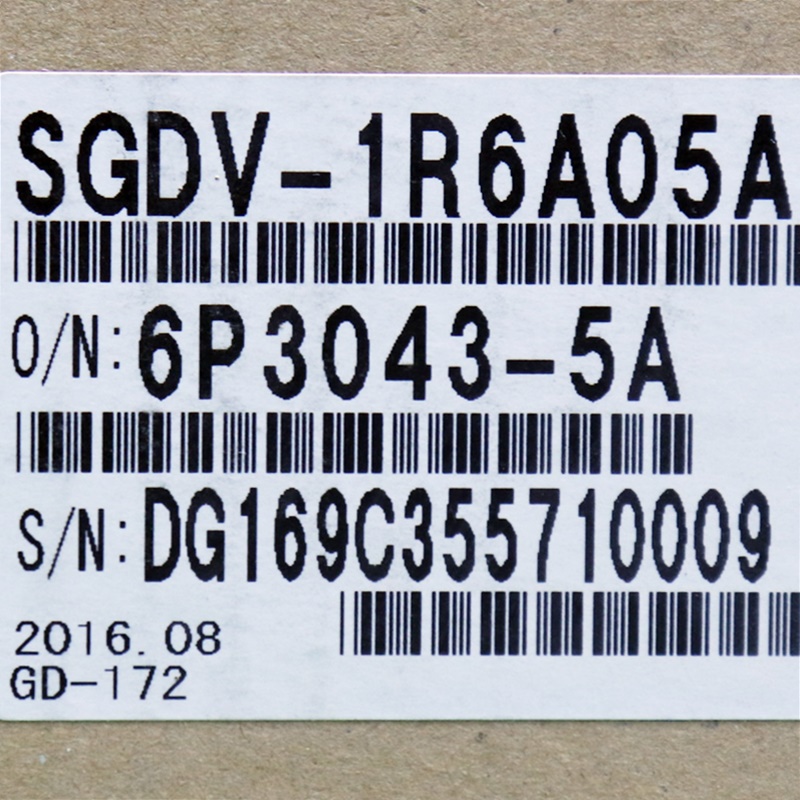 SGDV-1R6A05A
O/N:6P3043-5A
S/N:DG169C355710009
2016.08
GD-172